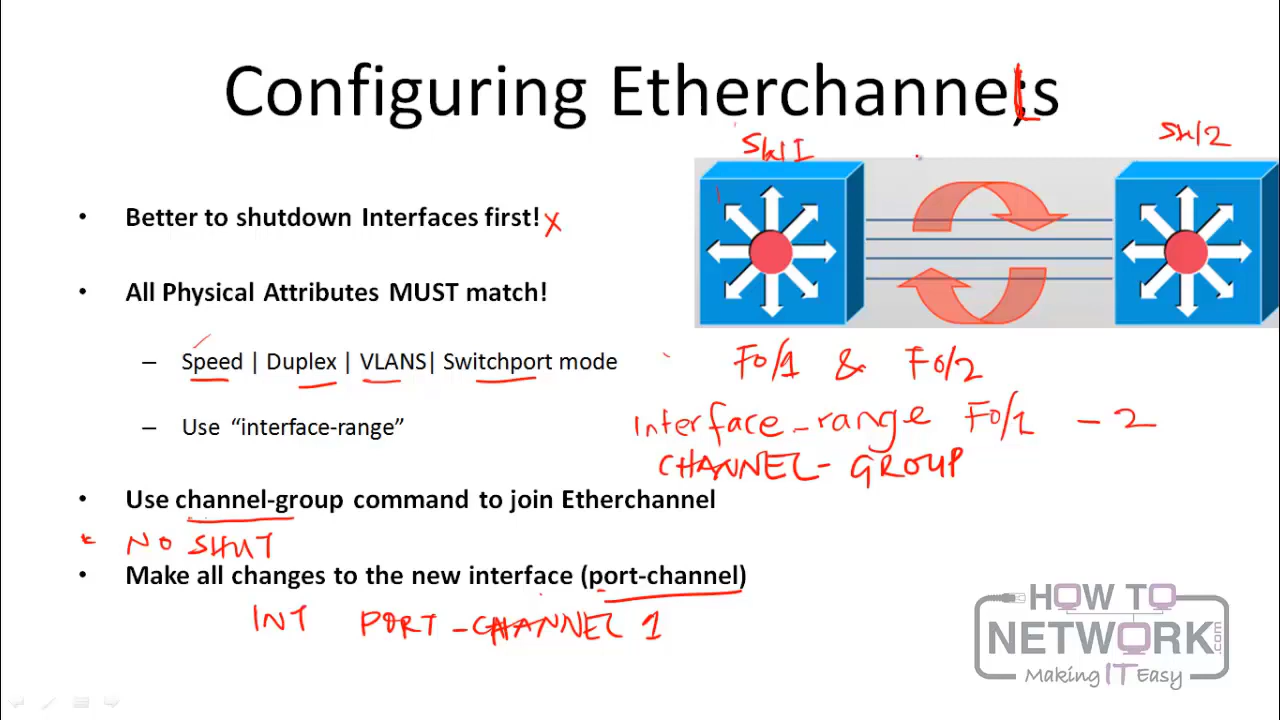 Configuring Etherchanne;s
L
SW1
SW2
• Better to shutdown Interfaces first! X
• All Physical Attributes MUST match!
– Speed | Duplex | VLANS| Switchport mode
F0/1 & F0/2
– Use “interface-range”
Interface-range F0/1 - 2
CHANNEL-GROUP
• Use channel-group command to join Etherchannel
* NO SHUT
• Make all changes to the new interface (port-channel)
INT PORT-CHANNEL 1
HOW TO
NETWORK.com
Making IT Easy